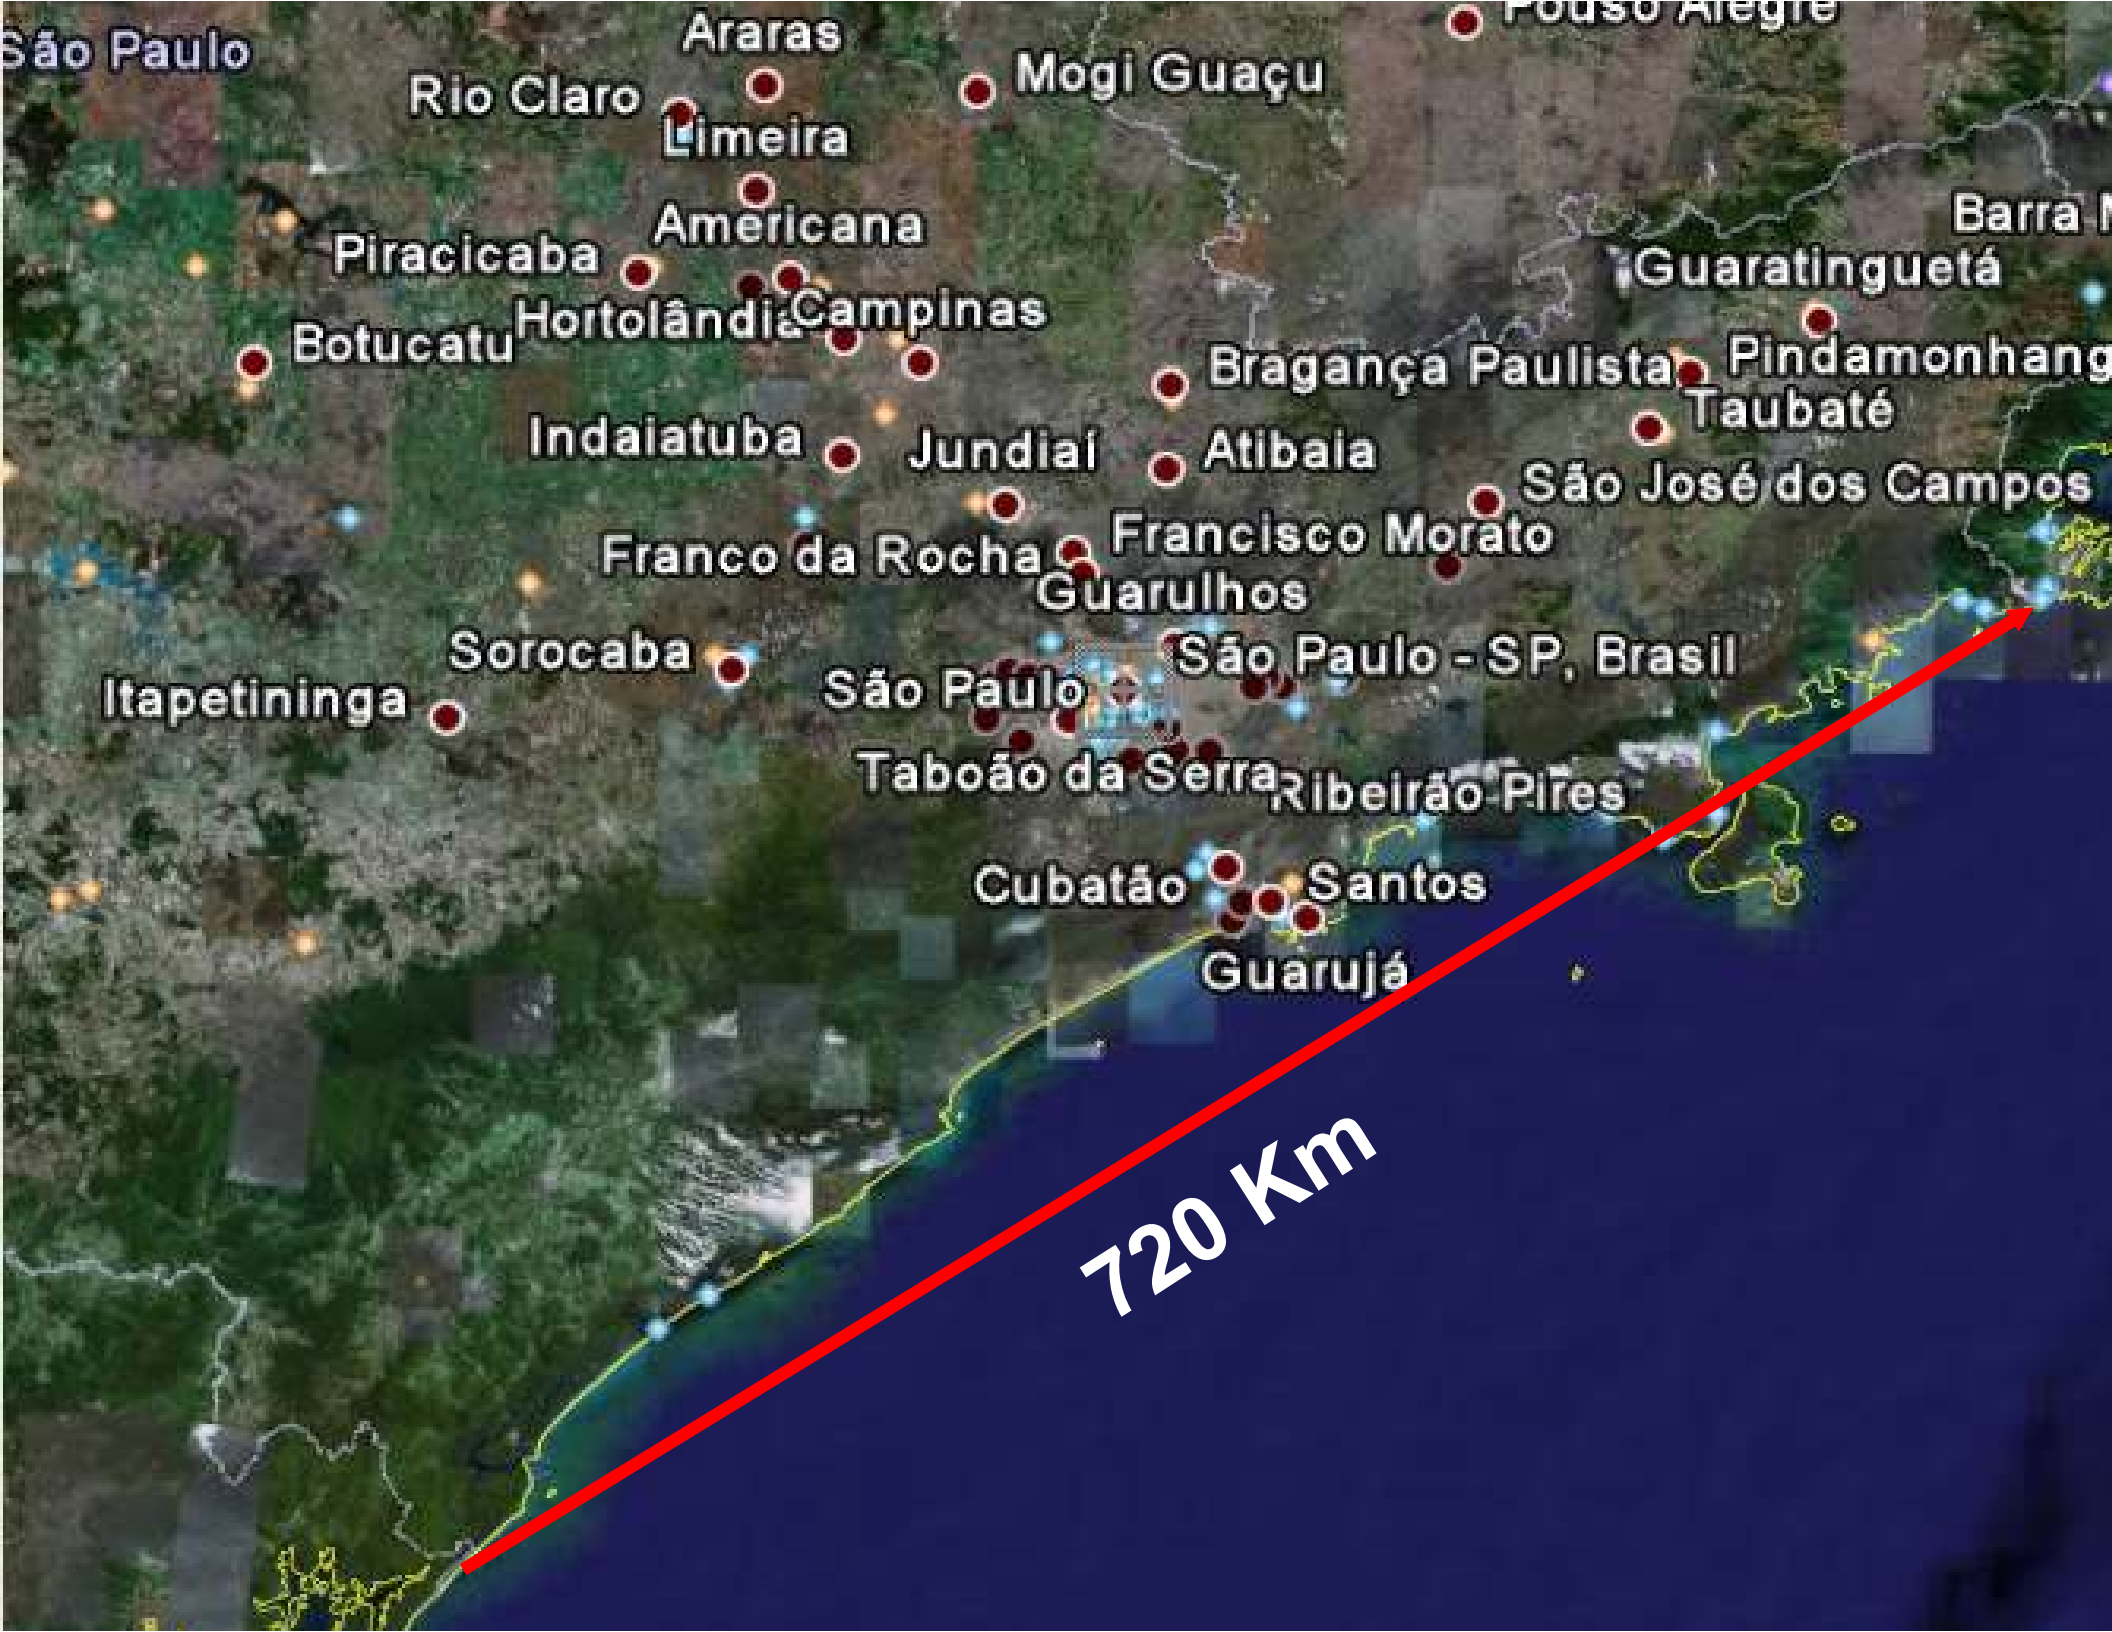 Pouso Alegre
São Paulo
Araras
Rio Claro
Mogi Guaçu
Limeira
Americana
Barra
Piracicaba
Guaratinguetá
Hortolândia
Campinas
Botucatu
Bragança Paulista
Pindamonhang
Taubaté
Indaiatuba
Jundiaí
Atibaia
São José dos Campos
Franco da Rocha
Francisco Morato
Guarulhos
Sorocaba
São Paulo - SP, Brasil
Itapetininga
São Paulo
Taboão da Serra
Ribeirão Pires
Cubatão
Santos
Guarujá
720 Km